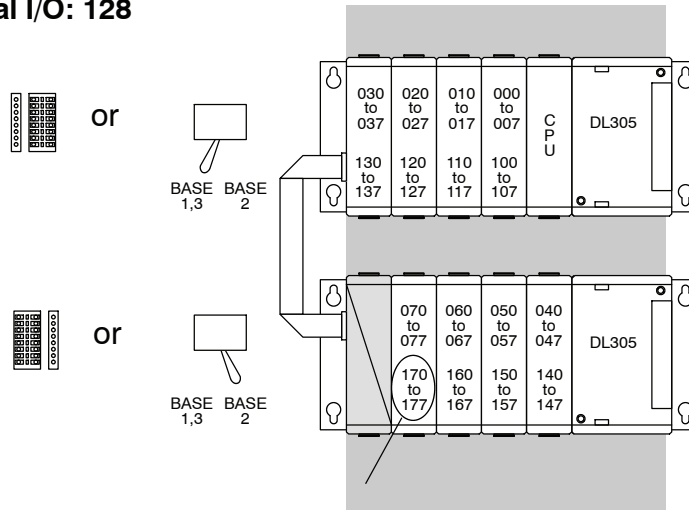 al I/O: 128
030 to 037
020 to 027
010 to 017
000 to 007
CPU
DL305
130 to 137
120 to 127
110 to 117
100 to 107
or
BASE 1,3
BASE 2
070 to 077
060 to 067
050 to 057
040 to 047
DL305
170 to 177
160 to 167
150 to 157
140 to 147
or
BASE 1,3
BASE 2